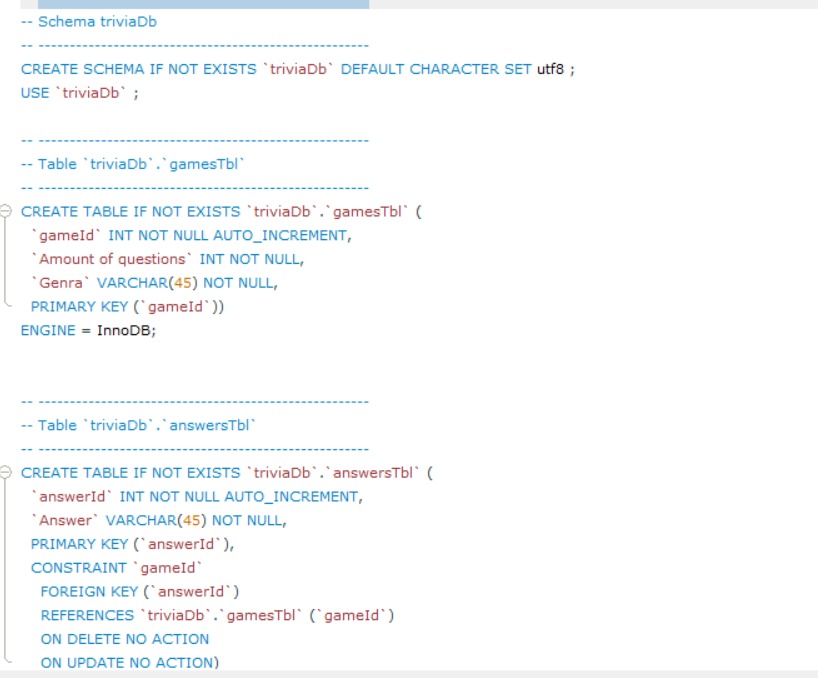 -- Schema triviaDb
-- -----------------------------------------------------
CREATE SCHEMA IF NOT EXISTS `triviaDb` DEFAULT CHARACTER SET utf8 ;
USE `triviaDb` ;
-- -----------------------------------------------------
-- Table `triviaDb`.`gamesTbl`
-- -----------------------------------------------------
CREATE TABLE IF NOT EXISTS `triviaDb`.`gamesTbl` (
`gameId` INT NOT NULL AUTO_INCREMENT,
`Amount of questions` INT NOT NULL,
`Genra` VARCHAR(45) NOT NULL,
PRIMARY KEY (`gameId`))
ENGINE = InnoDB;
-- -----------------------------------------------------
-- Table `triviaDb`.`answersTbl`
-- -----------------------------------------------------
CREATE TABLE IF NOT EXISTS `triviaDb`.`answersTbl` (
`answerId` INT NOT NULL AUTO_INCREMENT,
`Answer` VARCHAR(45) NOT NULL,
PRIMARY KEY (`answerId`),
CONSTRAINT `gameId`
FOREIGN KEY (`answerId`)
REFERENCES `triviaDb`.`gamesTbl` (`gameId`)
ON DELETE NO ACTION
ON UPDATE NO ACTION)